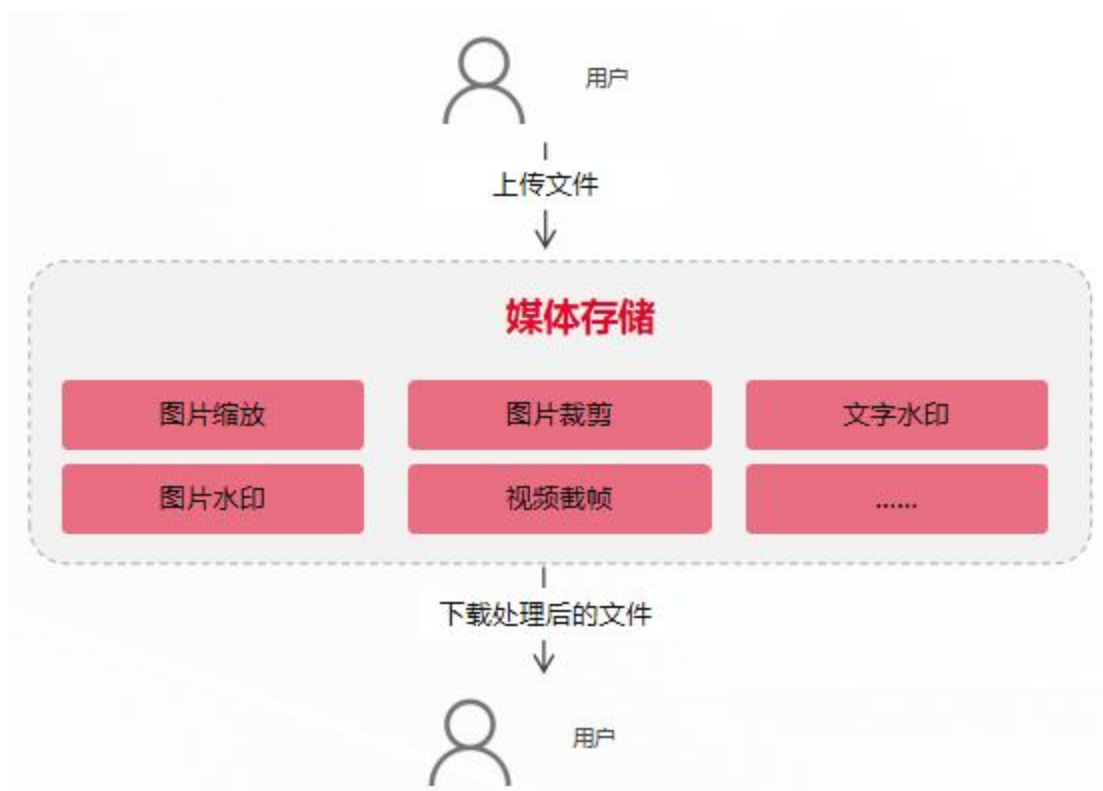 用户
上传文件
媒体存储
图片缩放
图片裁剪
文字水印
图片水印
视频截帧
......
下载处理后的文件
用户